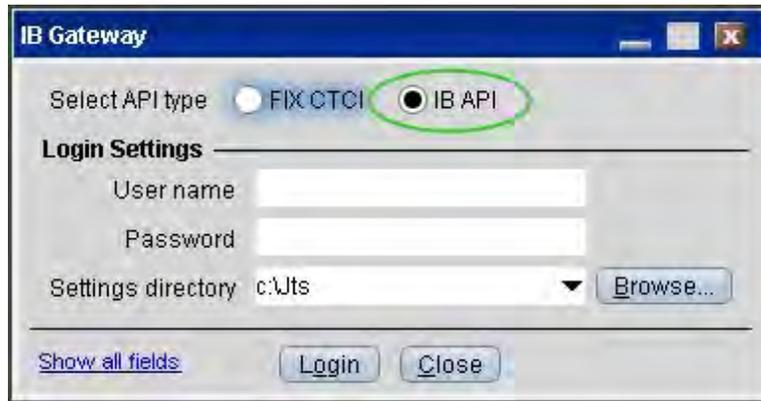 IB Gateway
Select API type FIX CTCI IB API
Login Settings
User name
Password
Settings directory c:\Jts Browse...
Show all fields Login Close